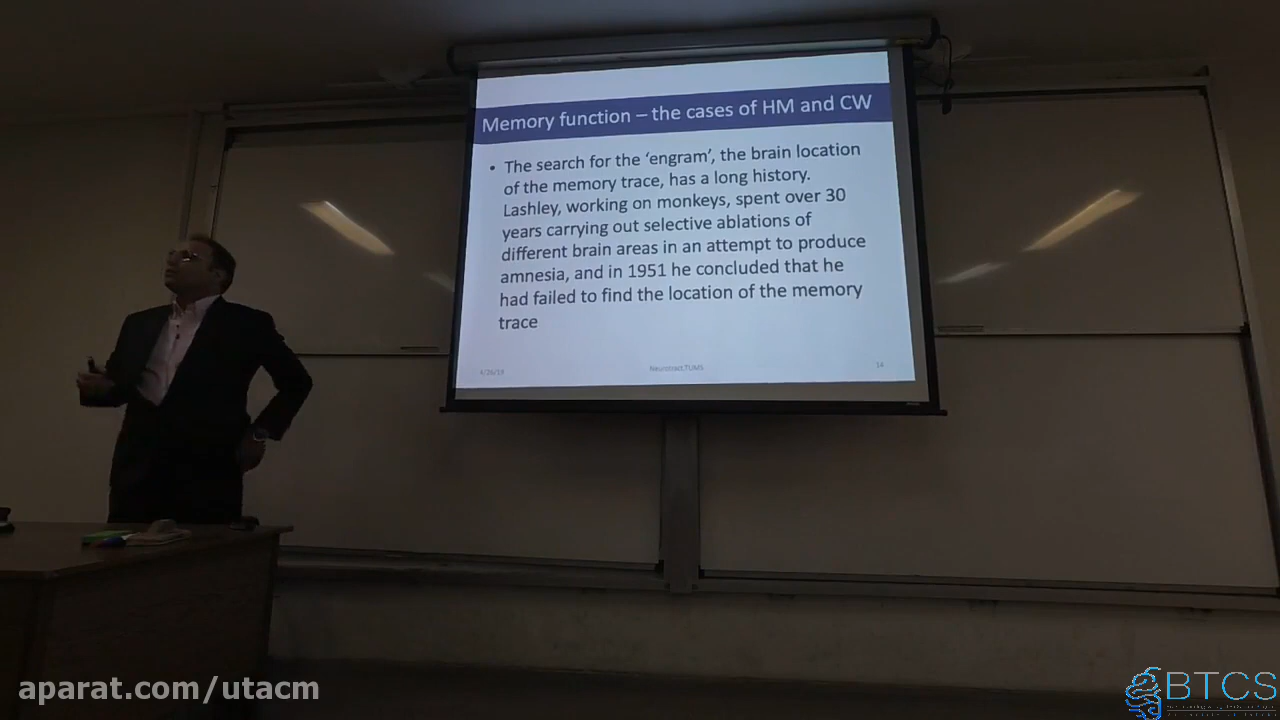 Memory function – the cases of HM and CW
• The search for the ‘engram’, the brain location
of the memory trace, has a long history.
Lashley, working on monkeys, spent over 30
years carrying out selective ablations of
different brain areas in an attempt to produce
amnesia, and in 1951 he concluded that he
had failed to find the location of the memory
trace
Neurotract.TUMS
14
aparat.com/utacm
BTCS